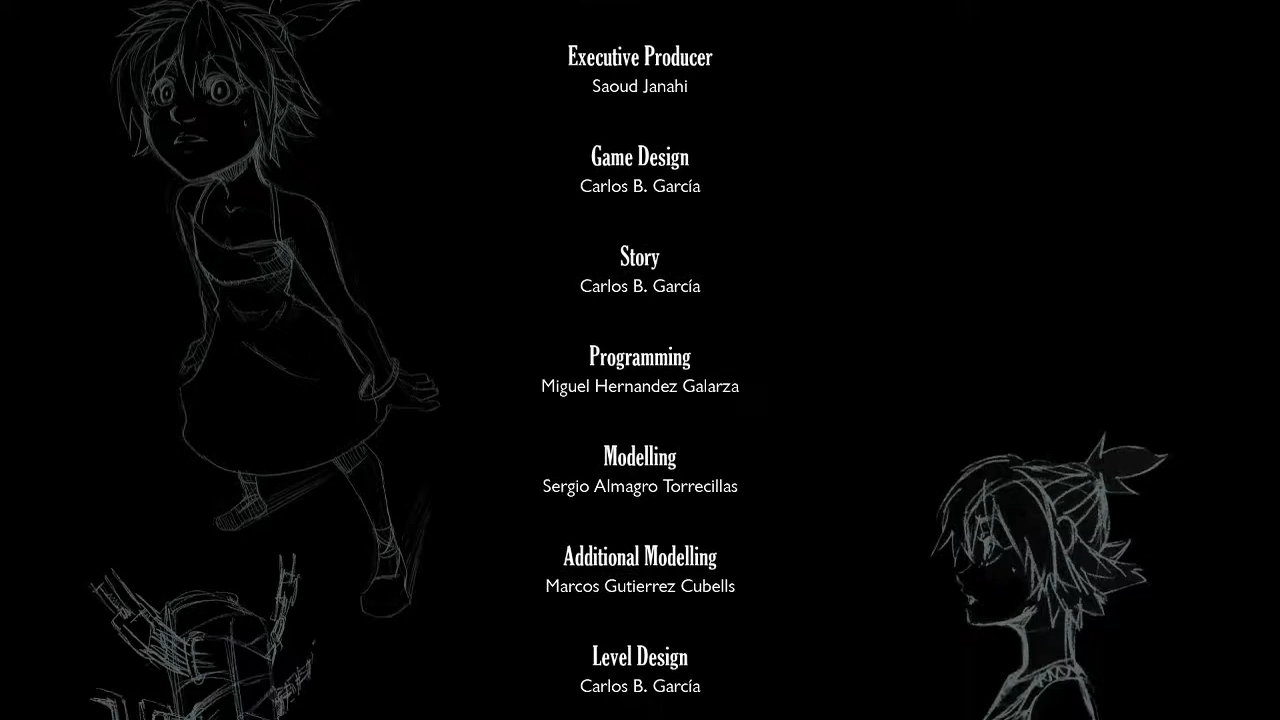 Executive Producer
Saoud Janahi
Game Design
Carlos B. García
Story
Carlos B. García
Programming
Miguel Hernandez Galarza
Modelling
Sergio Almagro Torrecillas
Additional Modelling
Marcos Gutierrez Cubells
Level Design
Carlos B. García